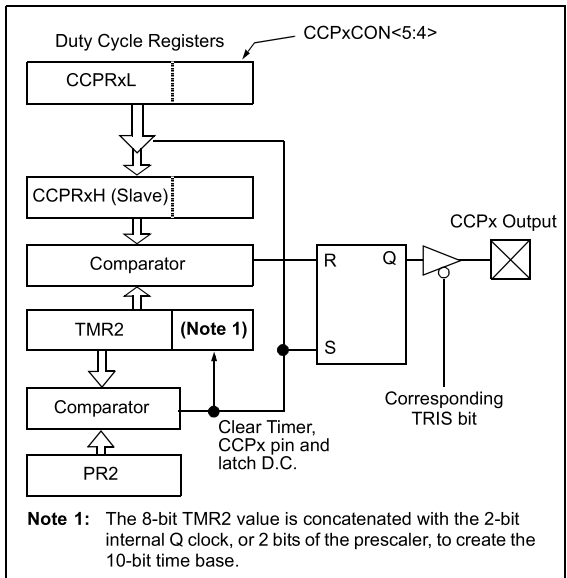 Duty Cycle Registers
CCPxCON<5:4>
CCPRxL
CCPRxH (Slave)
CCPx Output
Comparator
R
Q
TMR2
(Note 1)
S
Comparator
Corresponding
TRIS bit
Clear Timer,
CCPx pin and
latch D.C.
PR2
Note 1: The 8-bit TMR2 value is concatenated with the 2-bit
internal Q clock, or 2 bits of the prescaler, to create the
10-bit time base.